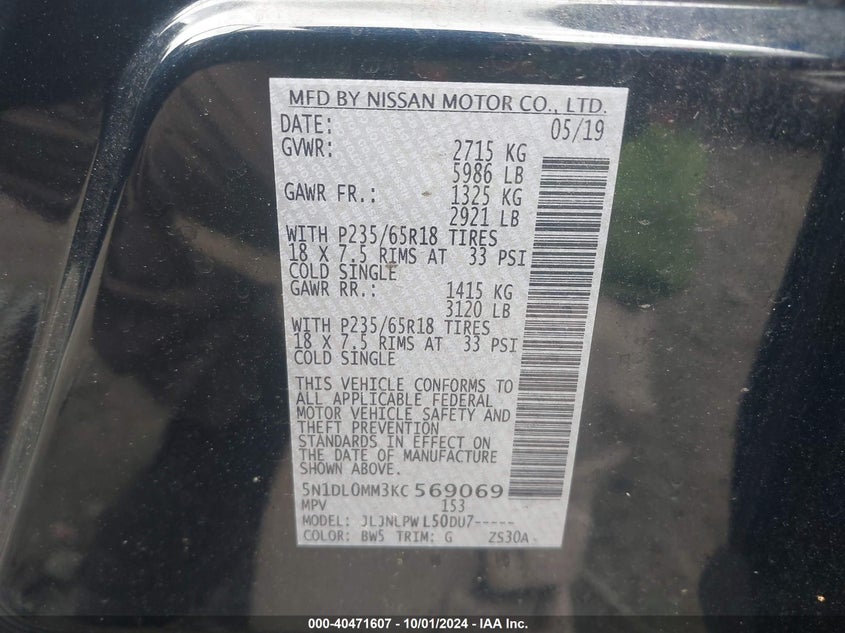 MFD BY NISSAN MOTOR CO., LTD.
DATE: 05/19
GVWR: 2715 KG
5986 LB
GAWR FR.: 1325 KG
2921 LB
WITH P235/65R18 TIRES
18 X 7.5 RIMS AT 33 PSI
COLD SINGLE
GAWR RR.: 1415 KG
3120 LB
WITH P235/65R18 TIRES
18 X 7.5 RIMS AT 33 PSI
COLD SINGLE
THIS VEHICLE CONFORMS TO
ALL APPLICABLE FEDERAL
MOTOR VEHICLE SAFETY AND
THEFT PREVENTION
STANDARDS IN EFFECT ON
THE DATE OF MANUFACTURE
SHOWN ABOVE.
5N1DL0MM3KC 569069
MPV 153
MODEL: JLJNLPW L50DU7-----
COLOR: BW5 TRIM: G ZS30A
000-40471607 - 10/01/2024 - IAA Inc.